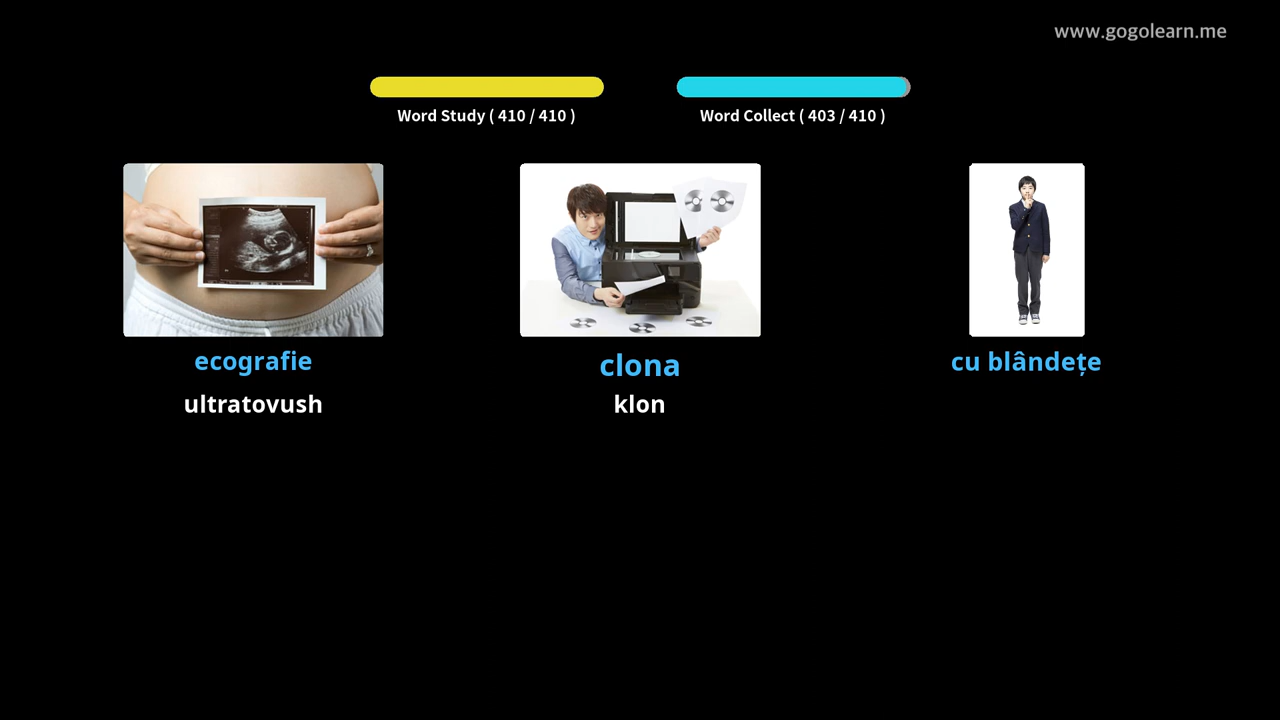 www.gogolearn.me
Word Study ( 410 / 410 )
Word Collect ( 403 / 410 )
ecografie
ultratovush
clona
klon
cu blândețe